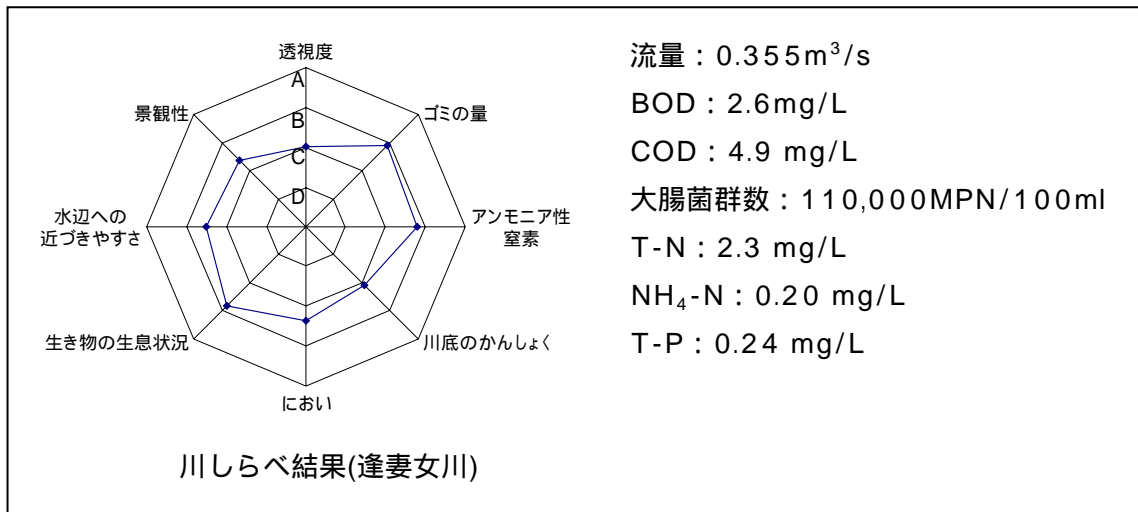 透視度
A
B
C
D
景観性
ゴミの量
水辺への
近づきやすさ
アンモニア性
窒素
生き物の生息状況
川底のかんしょく
におい
川しらべ結果(逢妻女川)
流量：0.355m³/s
BOD：2.6mg/L
COD：4.9 mg/L
大腸菌群数：110,000MPN/100ml
T-N：2.3 mg/L
NH₄-N：0.20 mg/L
T-P：0.24 mg/L